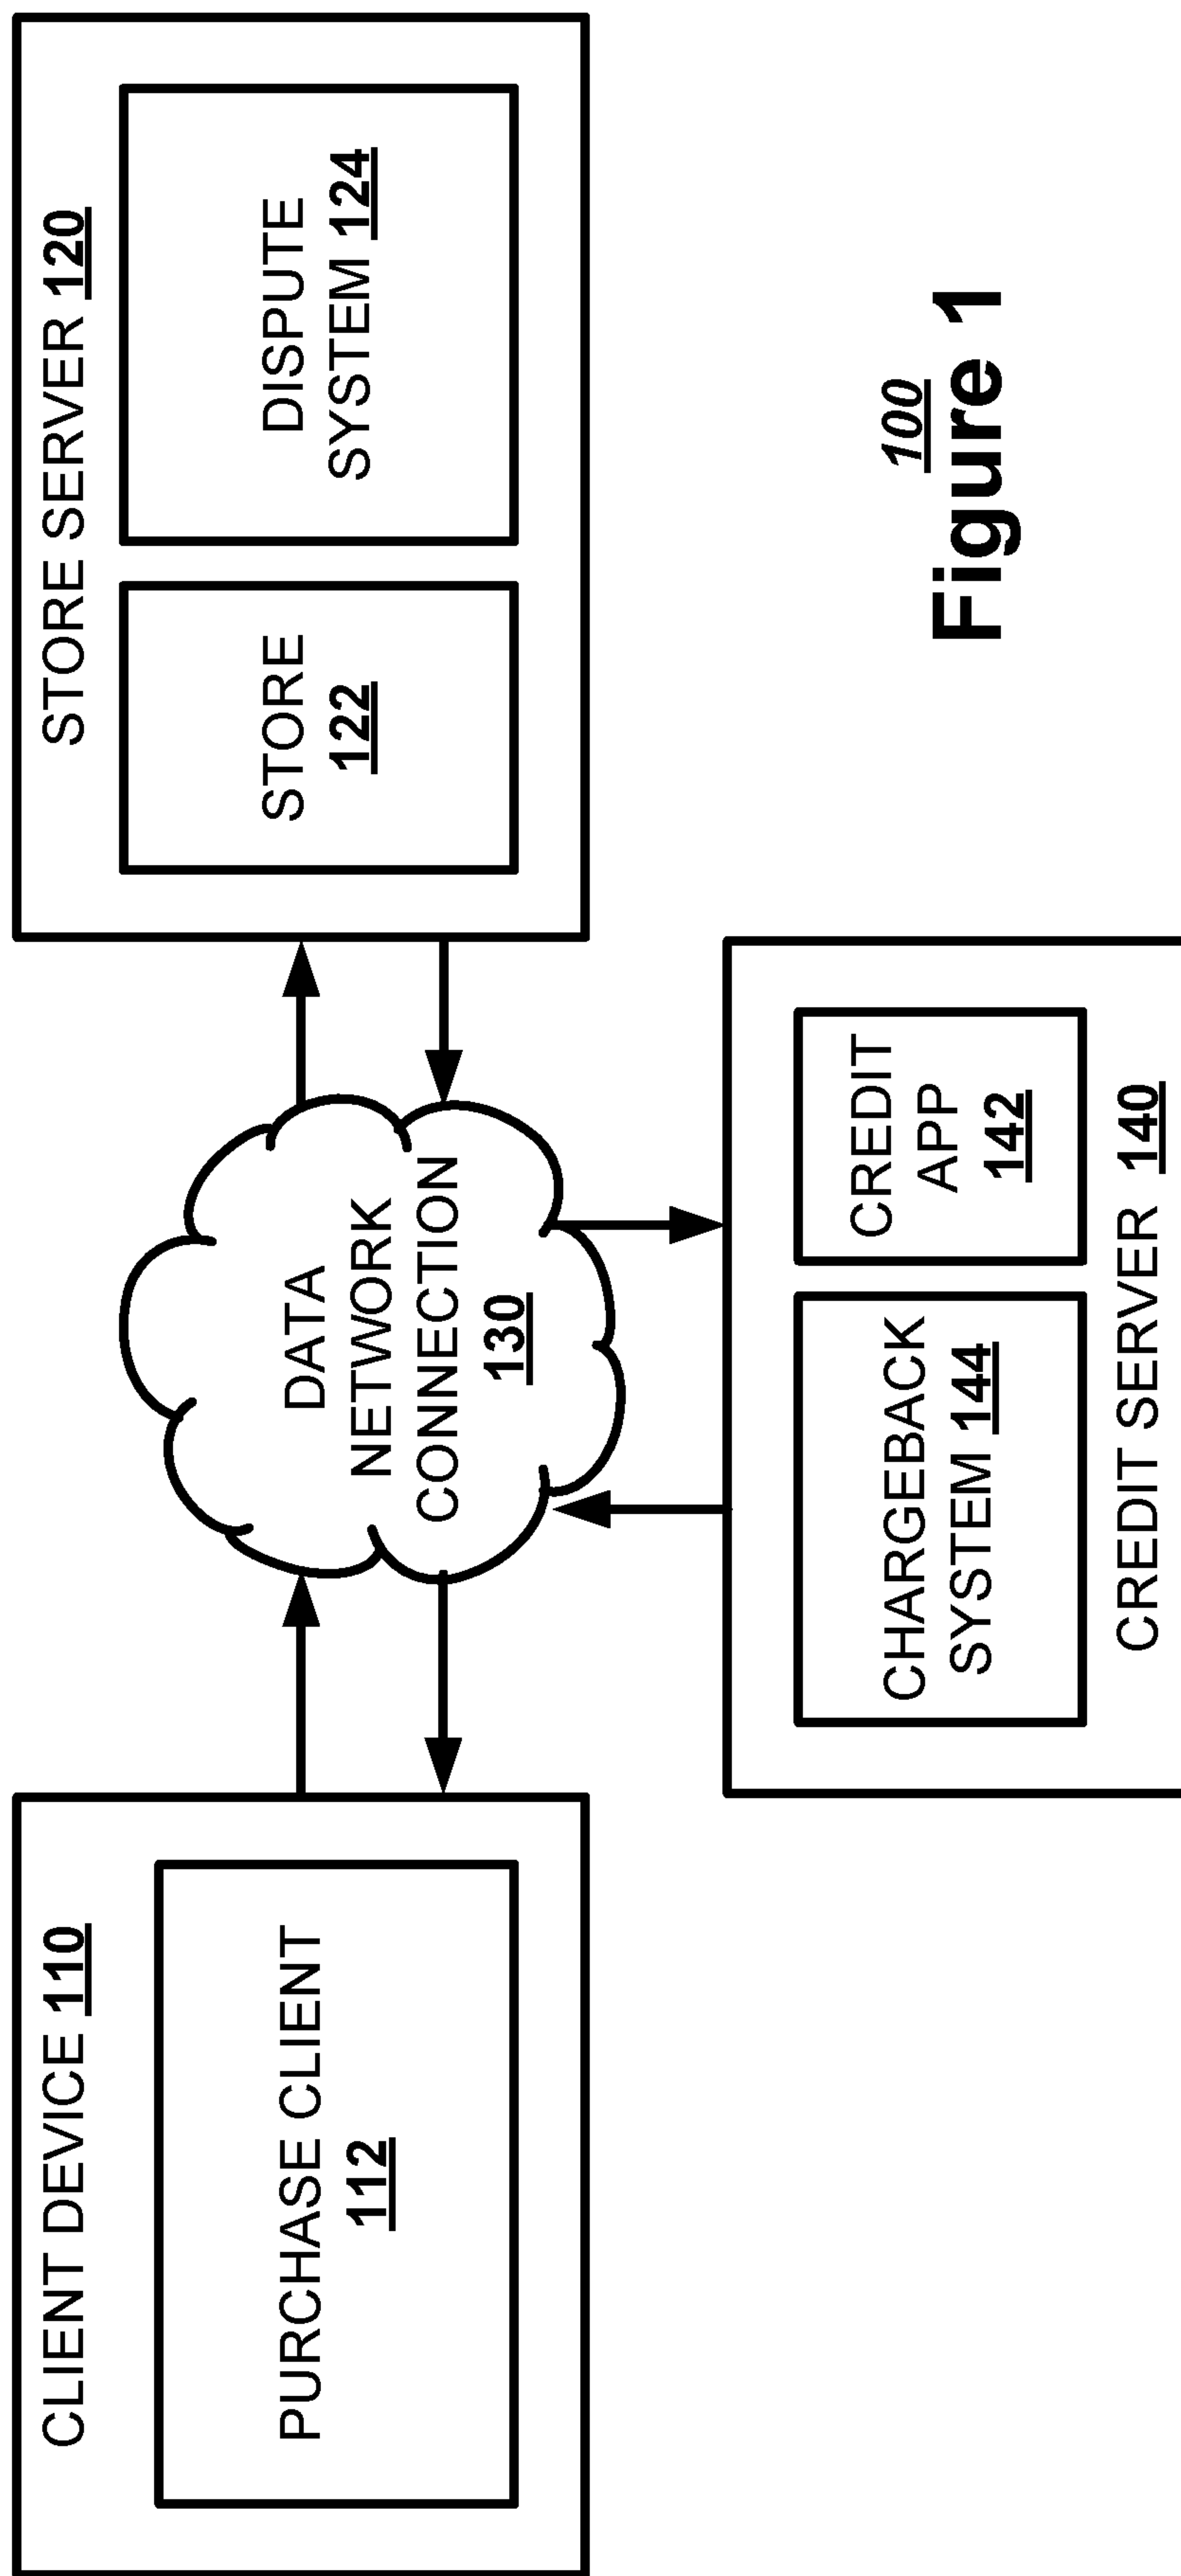 CLIENT DEVICE 110
PURCHASE CLIENT
112
DATA
NETWORK
CONNECTION
130
STORE SERVER 120
STORE
122
DISPUTE
SYSTEM 124
CHARGEBACK
SYSTEM 144
CREDIT
APP
142
CREDIT SERVER 140
100
Figure 1